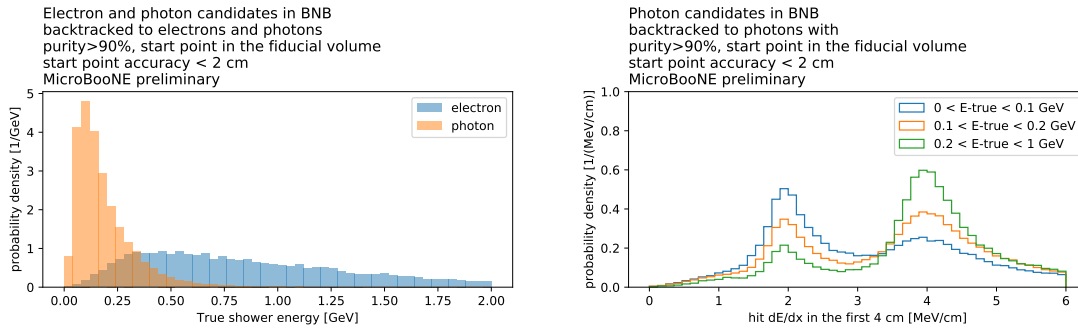 Electron and photon candidates in BNB
backtracked to electrons and photons
purity>90%, start point in the fiducial volume
start point accuracy < 2 cm
MicroBooNE preliminary
5
4
3
2
1
0
probability density [1/GeV]
electron
photon
0.00 0.25 0.50 0.75 1.00 1.25 1.50 1.75 2.00
True shower energy [GeV]
Photon candidates in BNB
backtracked to photons with
purity>90%, start point in the fiducial volume
start point accuracy < 2 cm
MicroBooNE preliminary
1.0
0.8
0.6
0.4
0.2
0.0
probability density [1/(MeV/cm)]
0 < E-true < 0.1 GeV
0.1 < E-true < 0.2 GeV
0.2 < E-true < 1 GeV
0 1 2 3 4 5 6
hit dE/dx in the first 4 cm [MeV/cm]